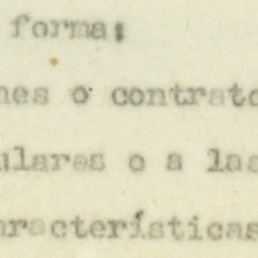 forma:
nes o contrato
ulares o a las
aracterísticas